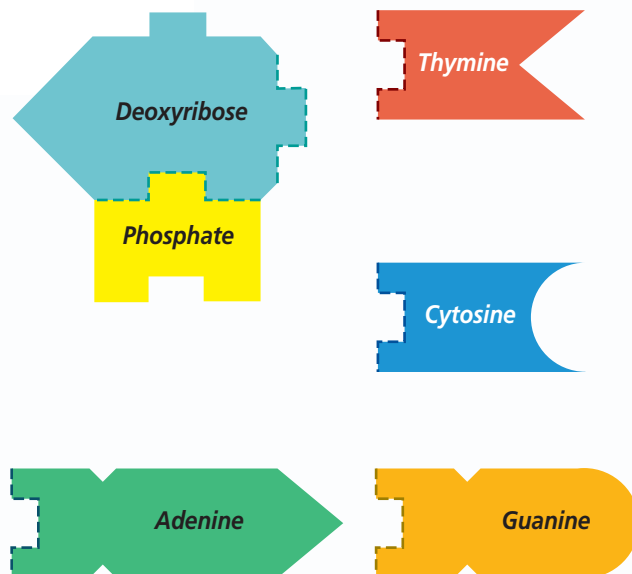 Deoxyribose
Thymine
Phosphate
Cytosine
Adenine
Guanine